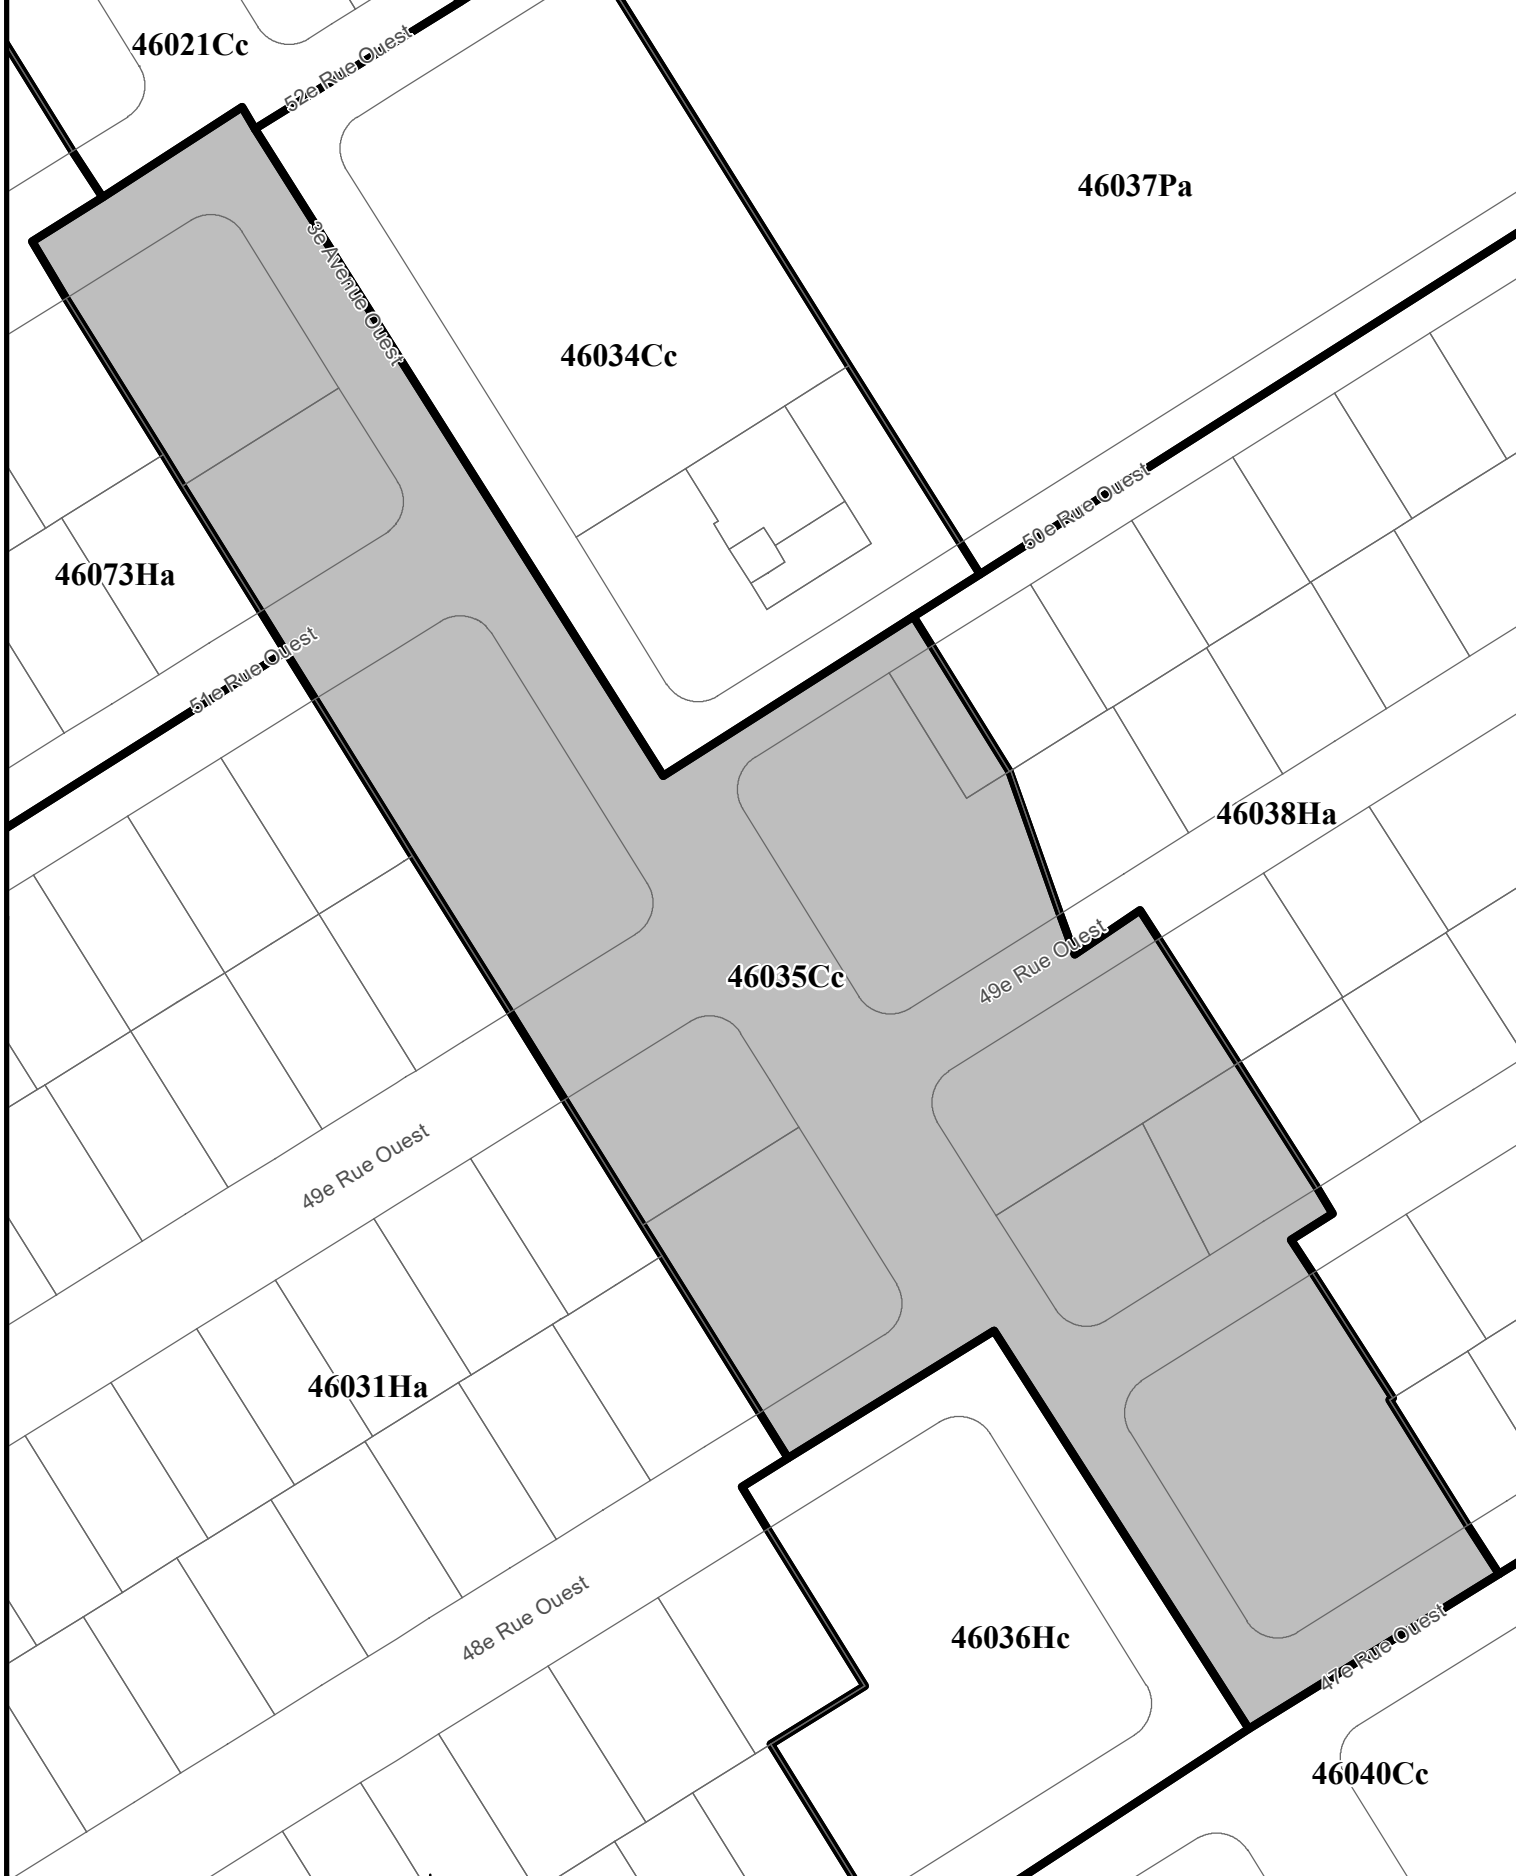 46021Cc
52e Rue Ouest
46037Pa
3e Avenue Ouest
46034Cc
50e Rue Ouest
46073Ha
51e Rue Ouest
46038Ha
49e Rue Ouest
46035Cc
49e Rue Ouest
46031Ha
48e Rue Ouest
46036Hc
47e Rue Ouest
46040Cc